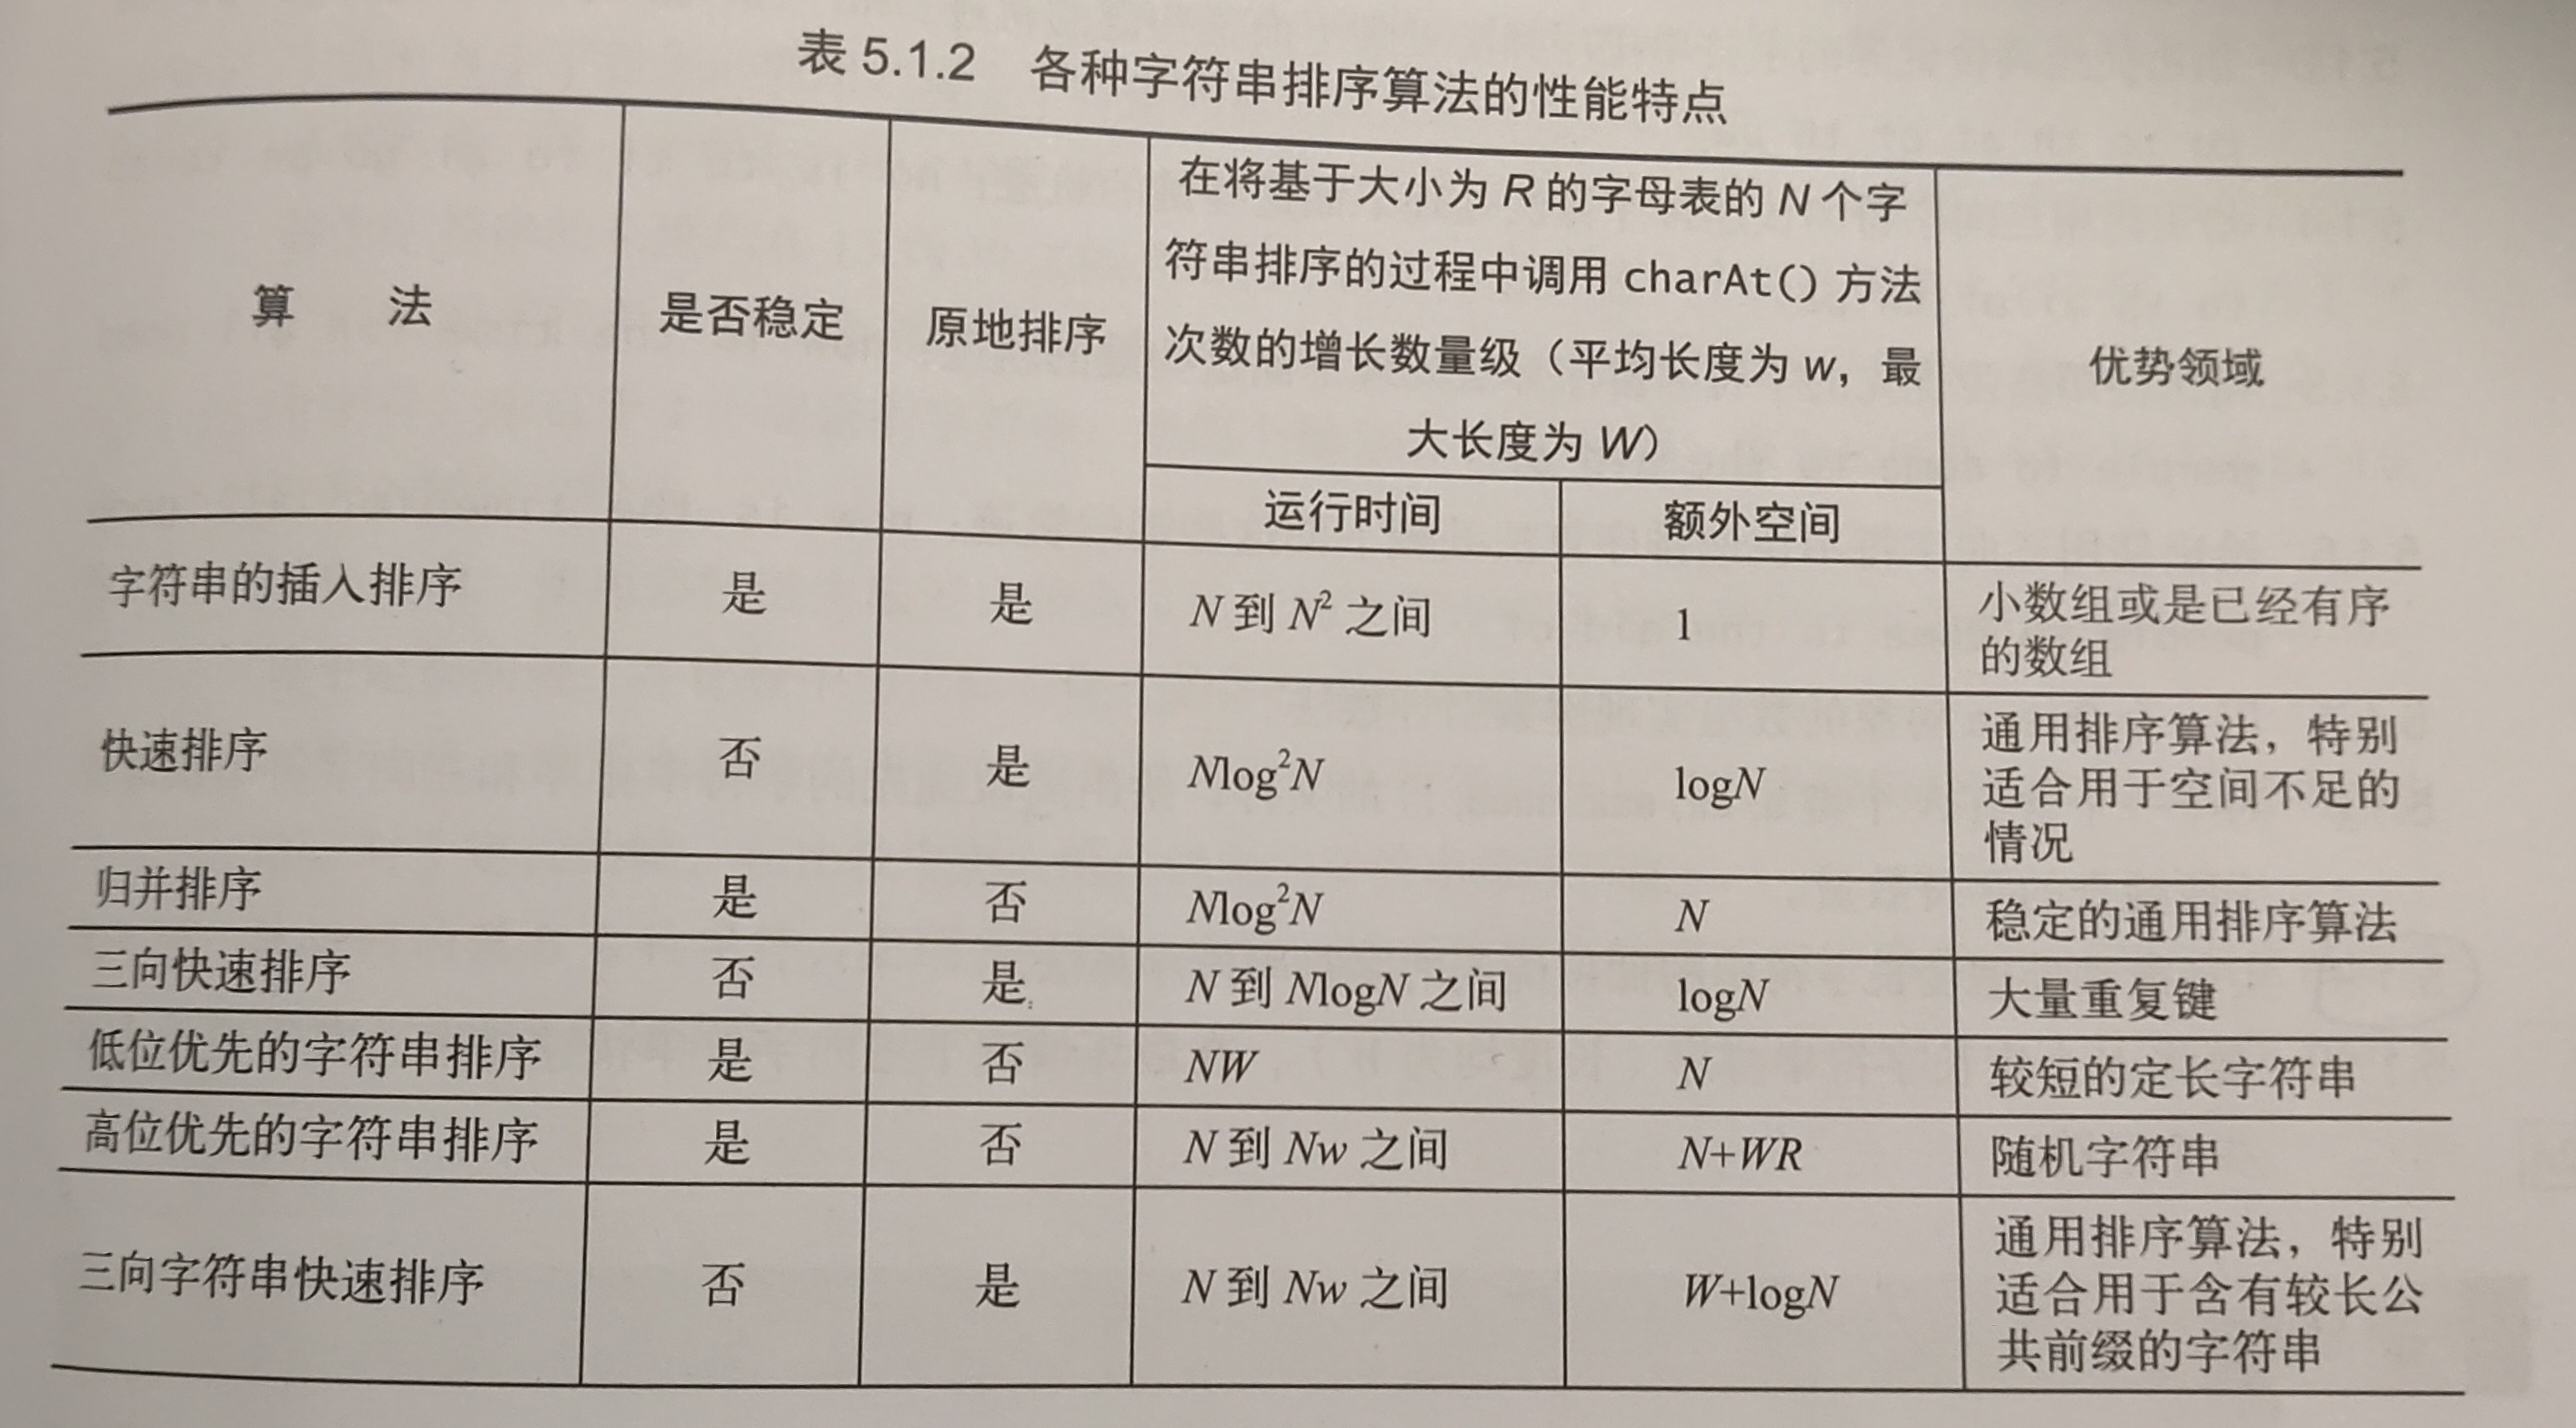 表 5.1.2 各种字符串排序算法的性能特点
算 法
是否稳定
原地排序
在将基于大小为 R 的字母表的 N 个字
符串排序的过程中调用 charAt() 方法
次数的增长数量级（平均长度为 w，最
大长度为 W）
优势领域
运行时间
额外空间
字符串的插入排序
是
是
N 到 N² 之间
1
小数组或是已经有序
的数组
快速排序
否
是
Nlog²N
logN
通用排序算法，特别
适合用于空间不足的
情况
归并排序
是
否
Nlog²N
N
稳定的通用排序算法
三向快速排序
否
是
N 到 NlogN 之间
logN
大量重复键
低位优先的字符串排序
是
否
NW
N
较短的定长字符串
高位优先的字符串排序
是
否
N 到 Nw 之间
N+WR
随机字符串
三向字符串快速排序
否
是
N 到 Nw 之间
W+logN
通用排序算法，特别
适合用于含有较长公
共前缀的字符串